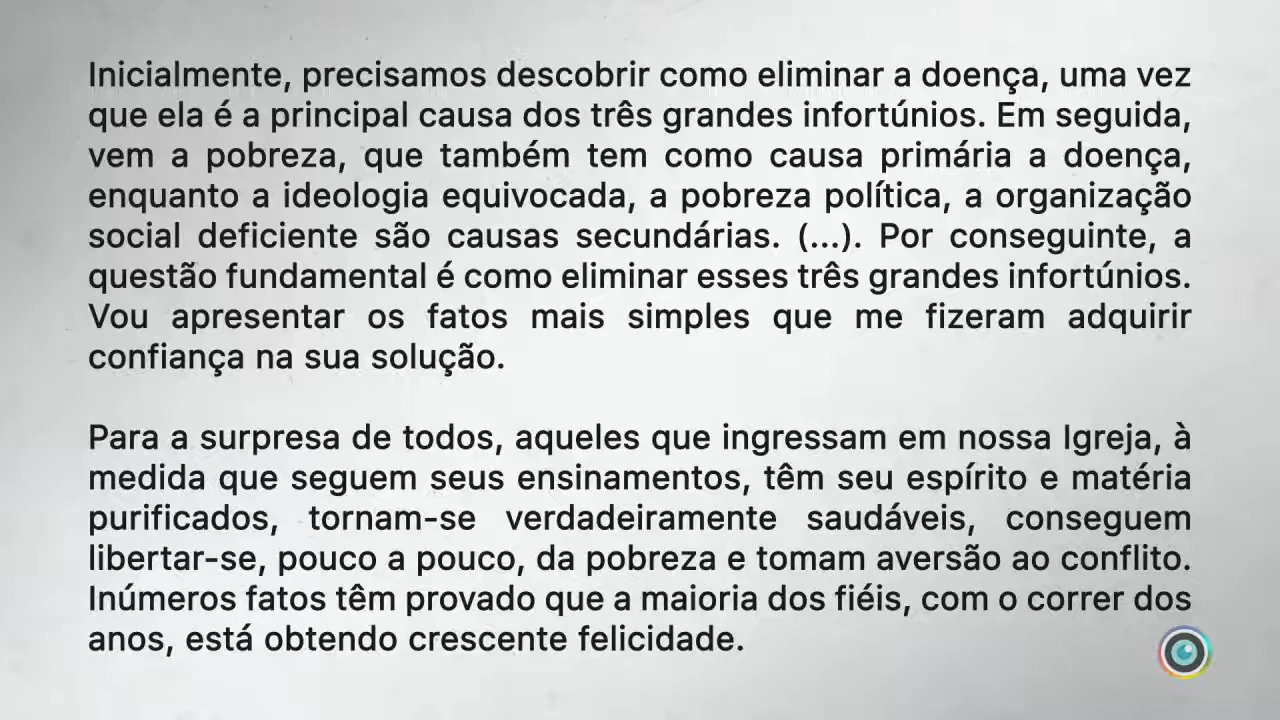 Inicialmente, precisamos descobrir como eliminar a doença, uma vez
que ela é a principal causa dos três grandes infortúnios. Em seguida,
vem a pobreza, que também tem como causa primária a doença,
enquanto a ideologia equivocada, a pobreza política, a organização
social deficiente são causas secundárias. (...). Por conseguinte, a
questão fundamental é como eliminar esses três grandes infortúnios.
Vou apresentar os fatos mais simples que me fizeram adquirir
confiança na sua solução.
Para a surpresa de todos, aqueles que ingressam em nossa Igreja, à
medida que seguem seus ensinamentos, têm seu espírito e matéria
purificados, tornam-se verdadeiramente saudáveis, conseguem
libertar-se, pouco a pouco, da pobreza e tomam aversão ao conflito.
Inúmeros fatos têm provado que a maioria dos fiéis, com o correr dos
anos, está obtendo crescente felicidade.